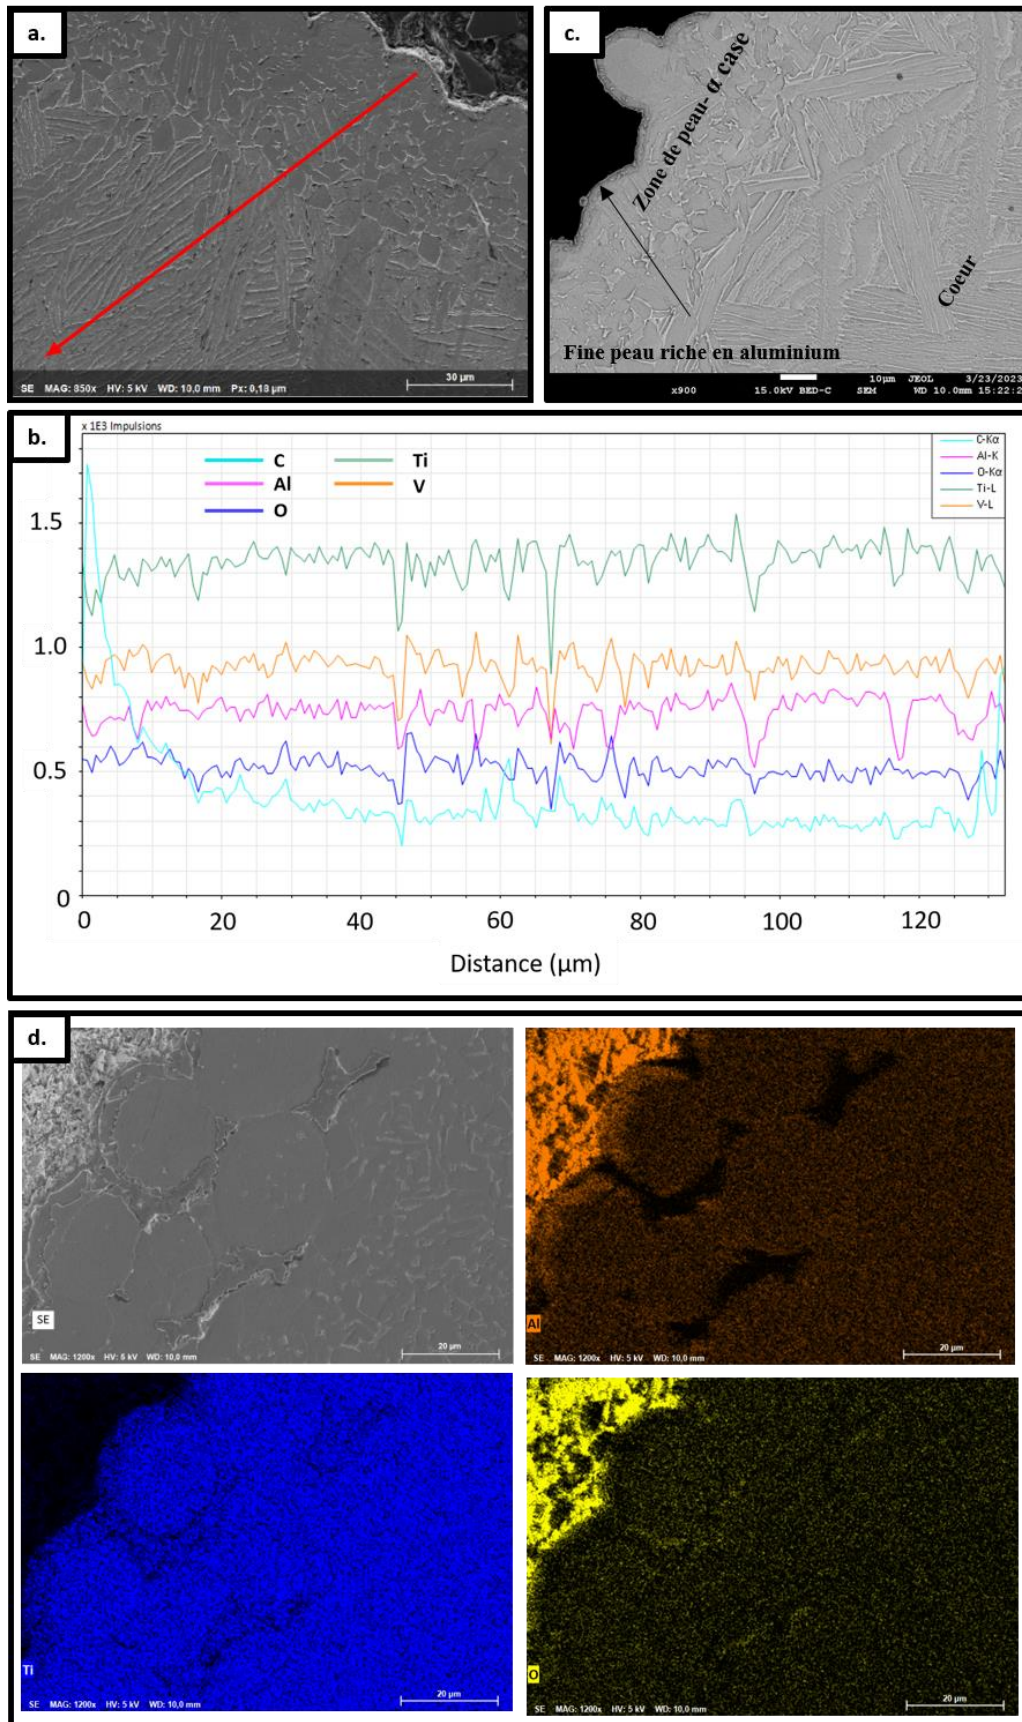 a.
SE MAG: 850x HV: 5 kV WD: 10,0 mm Px: 0,18 µm
30 µm
c.
Zone de peau- α case
Coeur
Fine peau riche en aluminium
10µm JEOL 3/23/2023
x900 15.0kV BED-C SEM WD 10.0mm 15:22:2
b.
x 1E3 Impulsions
C
Al
O
Ti
V
C-Kα
Al-K
O-Kα
Ti-L
V-L
1.5
1.0
0.5
0
0 20 40 60 80 100 120
Distance (µm)
d.
SE
SE MAG: 1200x HV: 5 kV WD: 10,0 mm
20 µm
Al
SE MAG: 1200x HV: 5 kV WD: 10,0 mm
20 µm
Ti
SE MAG: 1200x HV: 5 kV WD: 10,0 mm
20 µm
O
SE MAG: 1200x HV: 5 kV WD: 10,0 mm
20 µm